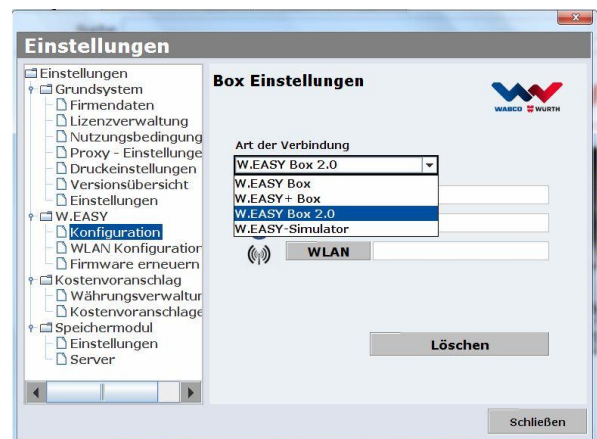 Einstellungen
Einstellungen
Grundsystem
Firmendaten
Lizenzverwaltung
Nutzungsbedingung
Proxy - Einstellunge
Druckeinstellungen
Versionsübersicht
Einstellungen
W.EASY
Konfiguration
WLAN Konfiguration
Firmware erneuern
Kostenvoranschlag
Währungsverwaltur
Kostenvoranschlage
Speichermodul
Einstellungen
Server
Box Einstellungen
WABCO WÜRTH
Art der Verbindung
W.EASY Box 2.0
W.EASY Box
W.EASY+ Box
W.EASY Box 2.0
W.EASY-Simulator
WLAN
Löschen
Schließen